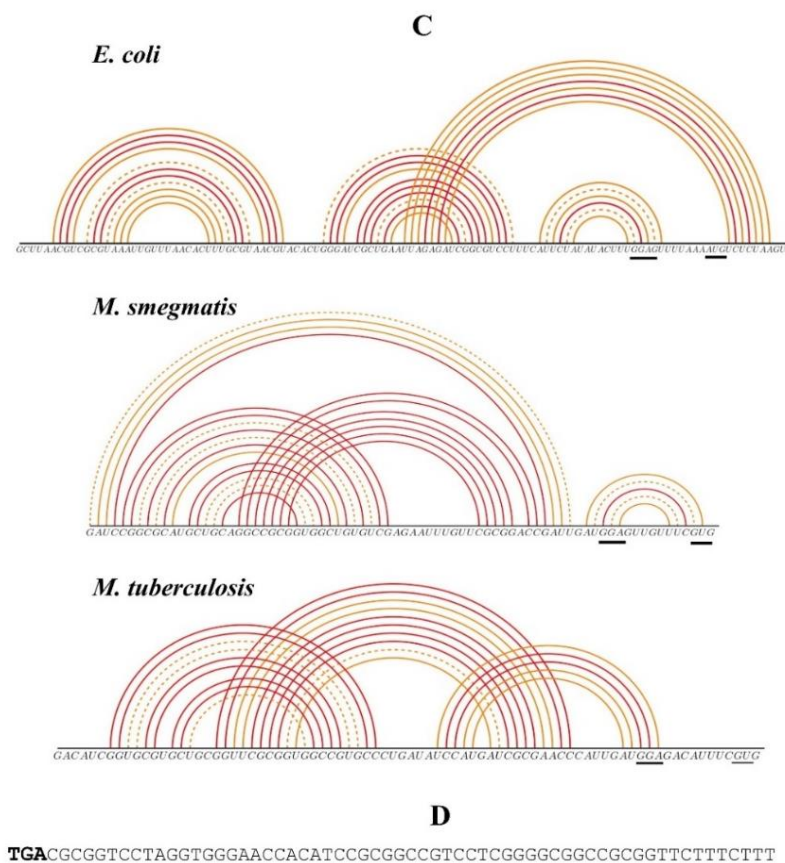 C
E. coli
GCUUAACGUCGCGUAAAUUGUUUAACACUUUGCGUAACGUACACUGGGAUCGCUGAAUUAGAGAUCGGCGUCCUUUCAUUCUAUAUACUUUGGAGUUUUAAAAUGUCUCUAAGU
M. smegmatis
GAUCCGGCGCAUGCUGCAGGCCGCGGUGGCUGUGUCGAGAAUUUGUUCGCGGACCGAUUGAUGGAGUUGUUUCGUG
M. tuberculosis
GACAUCGGUGCGUGCUGCGGUUCGCGGUGGCCGUGCCCUGAUAUCCAUGAUCGCGAACCCAUUGAUGGAGACAUUUCGUG
D
TGACGCGGTCCTAGGTGGGAACCACATCCGCGGCCGTCCTCGGGGCGGCCGCGGTTCTTTCTTT